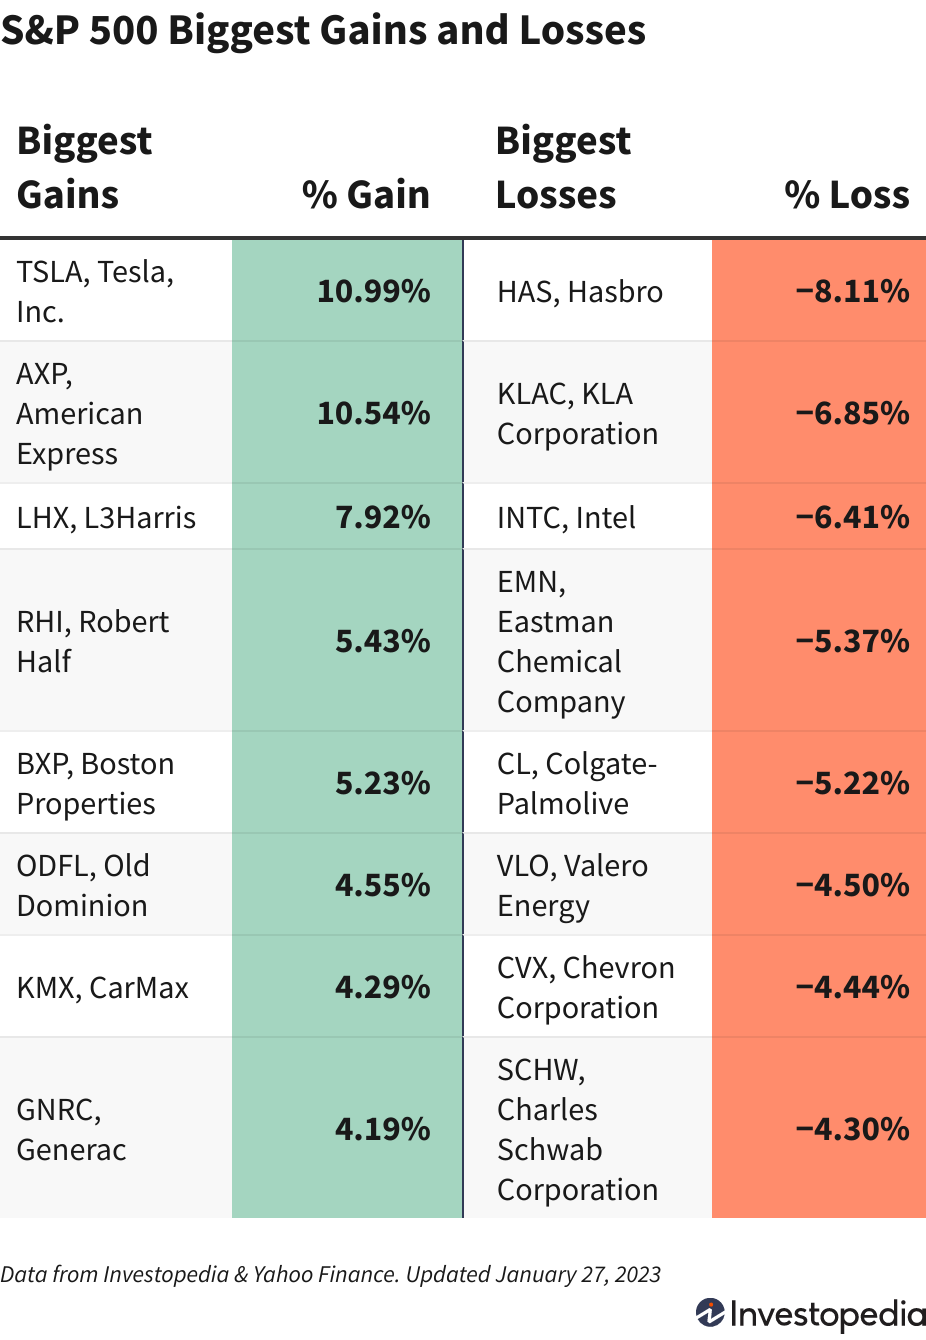 S&P 500 Biggest Gains and Losses
Biggest
Gains
% Gain
Biggest
Losses
% Loss
TSLA, Tesla,
Inc.
10.99%
HAS, Hasbro
−8.11%
AXP,
American
Express
10.54%
KLAC, KLA
Corporation
−6.85%
LHX, L3Harris
7.92%
INTC, Intel
−6.41%
RHI, Robert
Half
5.43%
EMN,
Eastman
Chemical
Company
−5.37%
BXP, Boston
Properties
5.23%
CL, Colgate-
Palmolive
−5.22%
ODFL, Old
Dominion
4.55%
VLO, Valero
Energy
−4.50%
KMX, CarMax
4.29%
CVX, Chevron
Corporation
−4.44%
GNRC,
Generac
4.19%
SCHW,
Charles
Schwab
Corporation
−4.30%
Data from Investopedia & Yahoo Finance. Updated January 27, 2023
Investopedia